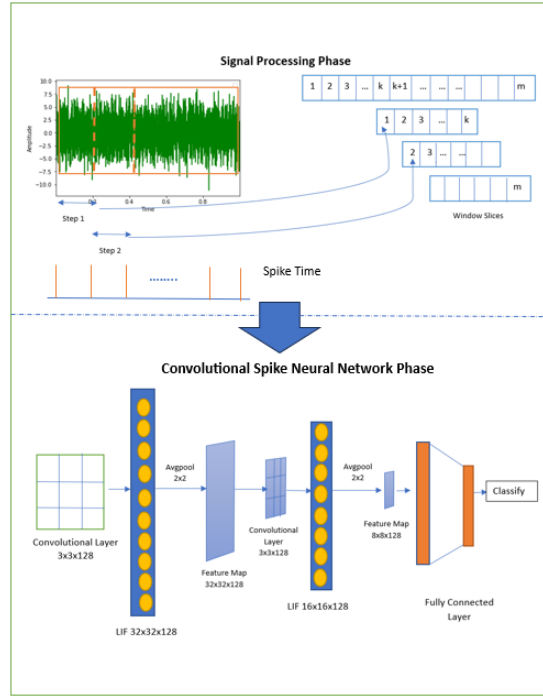 Signal Processing Phase
10.0
7.5
5.0
2.5
0.0
−2.5
−5.0
−7.5
−10.0
Amplitude
0.2 0.4 0.6 0.8
Time
Step 1
Step 2
1 2 3 ... k k+1 ... ... ... m
1 2 3 ... k
2 3 ... ...
m
Window Slices
........
Spike Time
Convolutional Spike Neural Network Phase
Convolutional Layer
3x3x128
LIF 32x32x128
Avgpool
2x2
Feature Map
32x32x128
Convolutional
Layer
3x3x128
LIF 16x16x128
Avgpool
2x2
Feature Map
8x8x128
Fully Connected
Layer
Classify